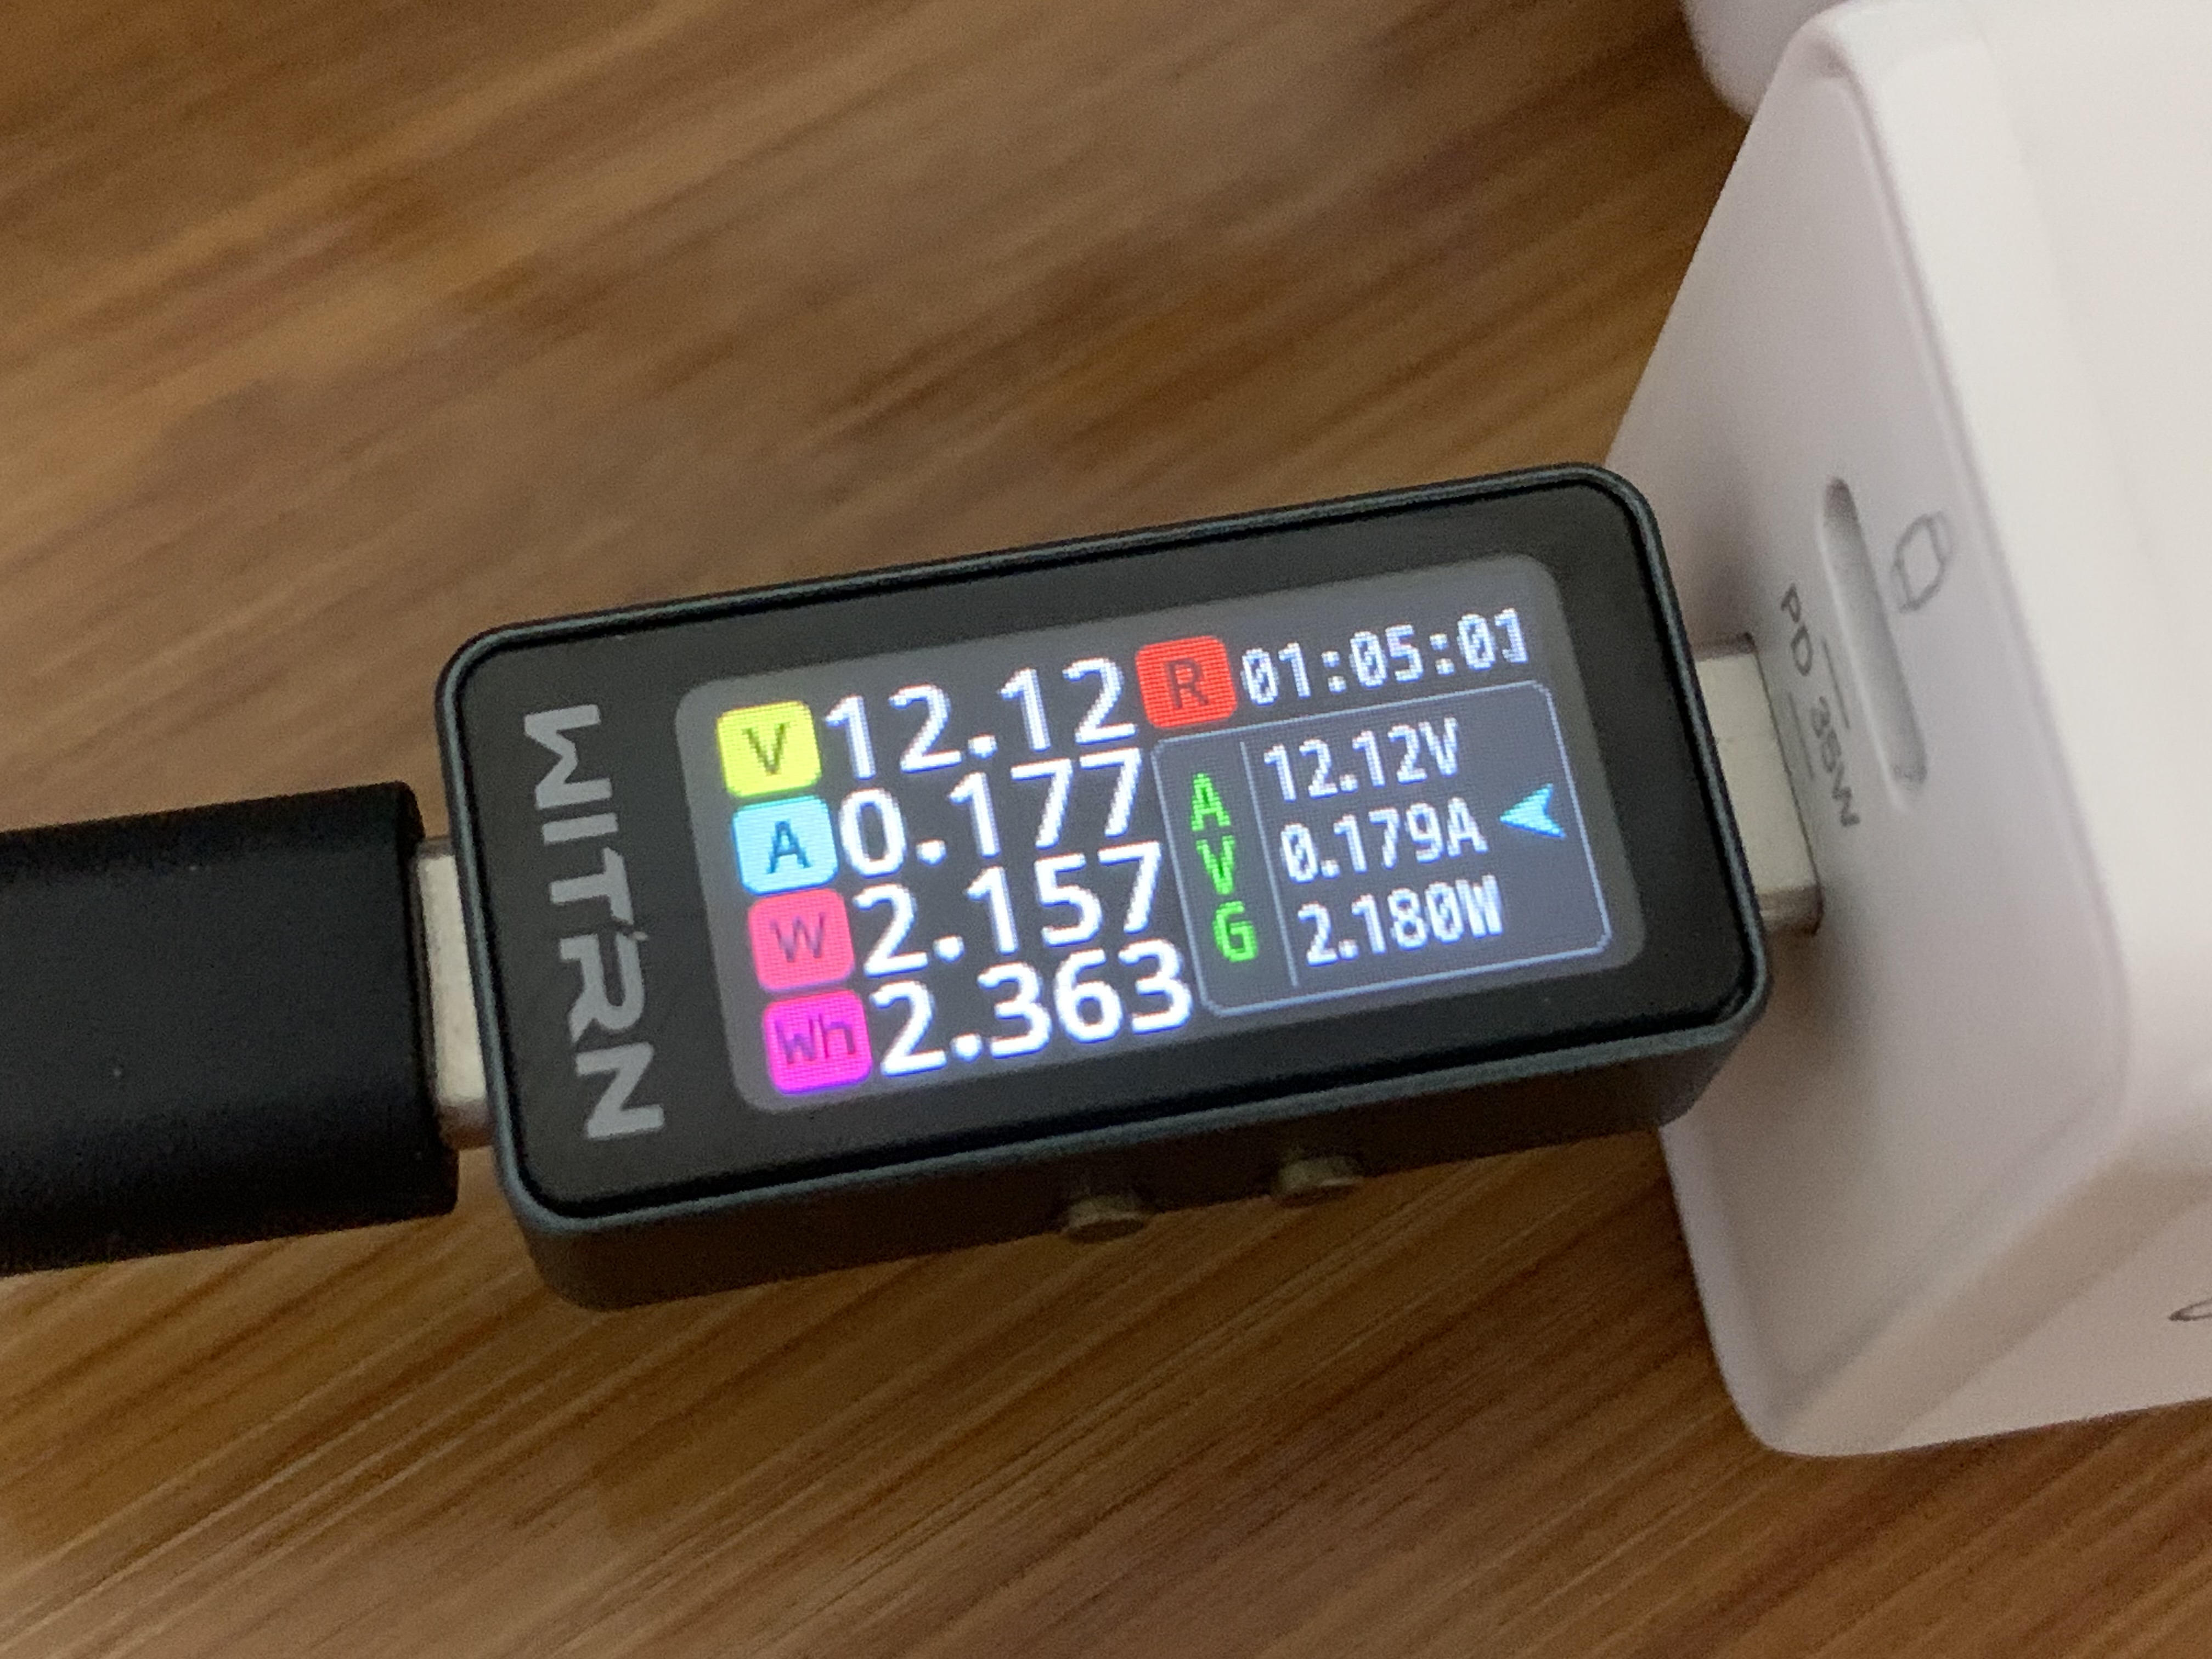 WITRN
V 12.12
A 0.177
W 2.157
Wh 2.363
R 01:05:01
AVG
12.12V
0.179A
2.180W
PD 35W